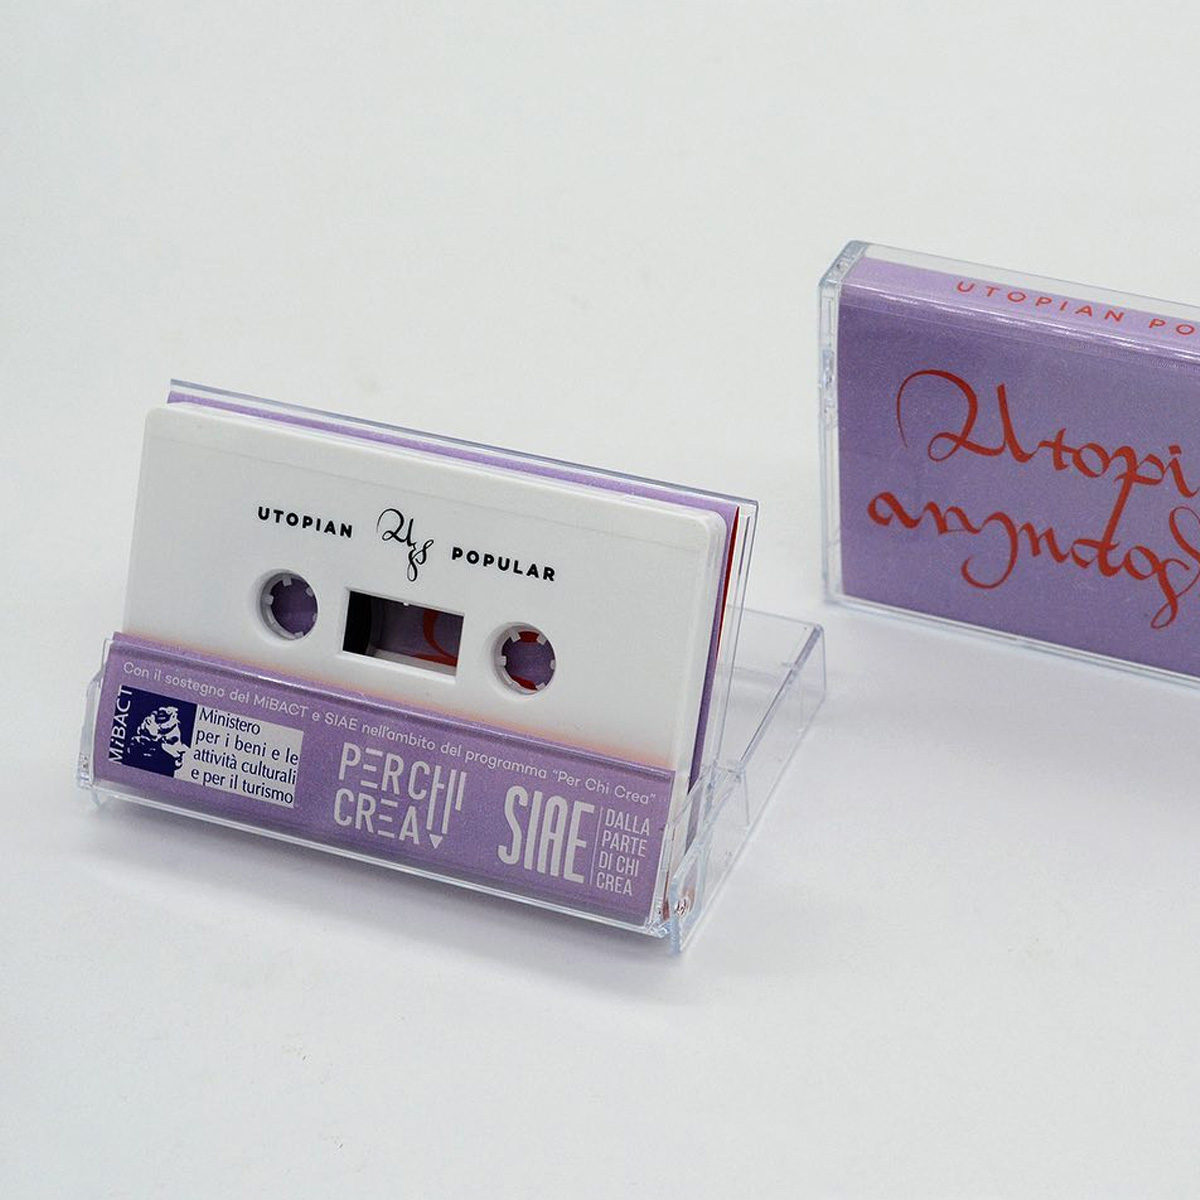 UTOPIAN POPULAR
Con il sostegno del MiBACT e SIAE nell'ambito del programma "Per Chi Crea"
MiBACT
Ministero
per i beni e le
attività culturali
e per il turismo
PER CHI
CREA
SIAE
DALLA
PARTE
DI CHI
CREA
UTOPIAN PO
Utopi